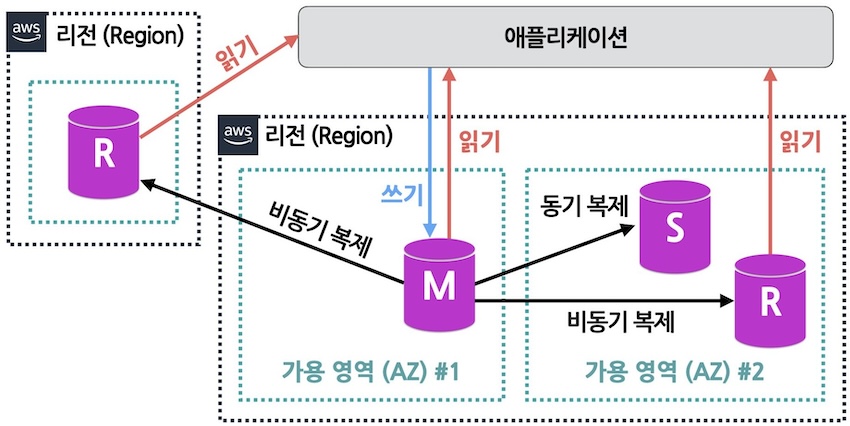 aws
리전 (Region)
읽기
애플리케이션
R
aws
리전 (Region)
쓰기
읽기
읽기
비동기 복제
동기 복제
S
M
R
비동기 복제
가용 영역 (AZ) #1
가용 영역 (AZ) #2